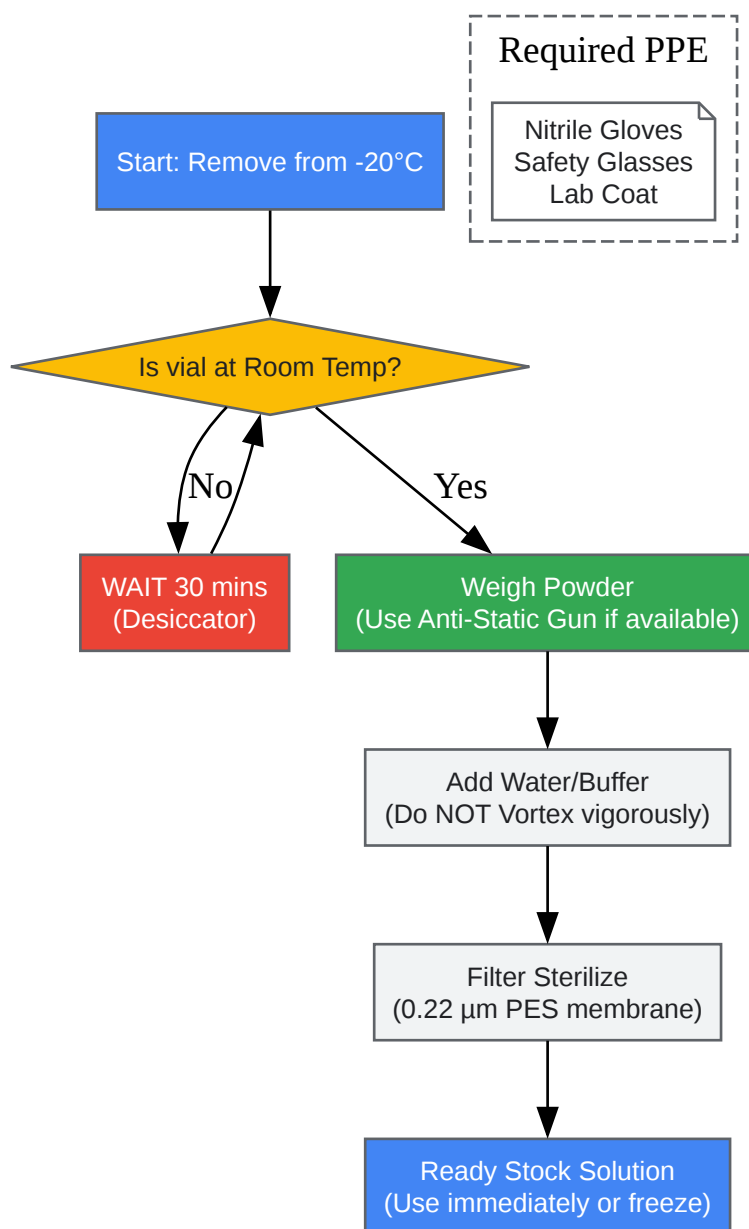 Required PPE
Nitrile Gloves
Safety Glasses
Lab Coat
Start: Remove from -20°C
Is vial at Room Temp?
No
Yes
WAIT 30 mins
(Desiccator)
Weigh Powder
(Use Anti-Static Gun if available)
Add Water/Buffer
(Do NOT Vortex vigorously)
Filter Sterilize
(0.22 µm PES membrane)
Ready Stock Solution
(Use immediately or freeze)